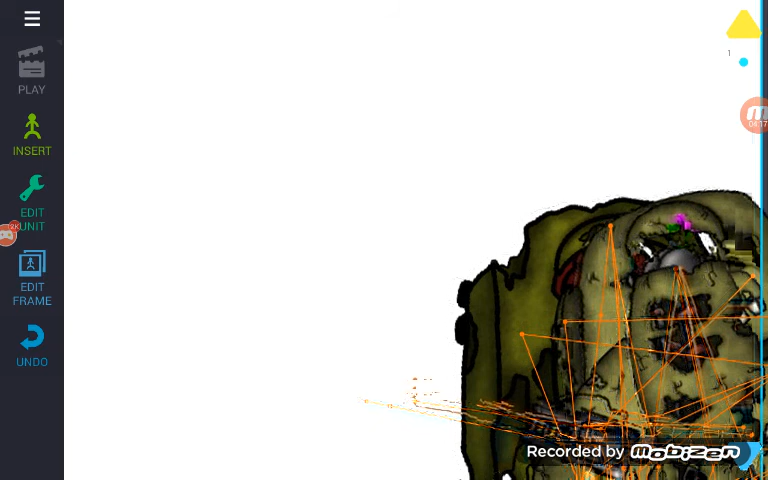 PLAY
INSERT
EDIT
UNIT
EDIT
FRAME
UNDO
1
Recorded by mobizen